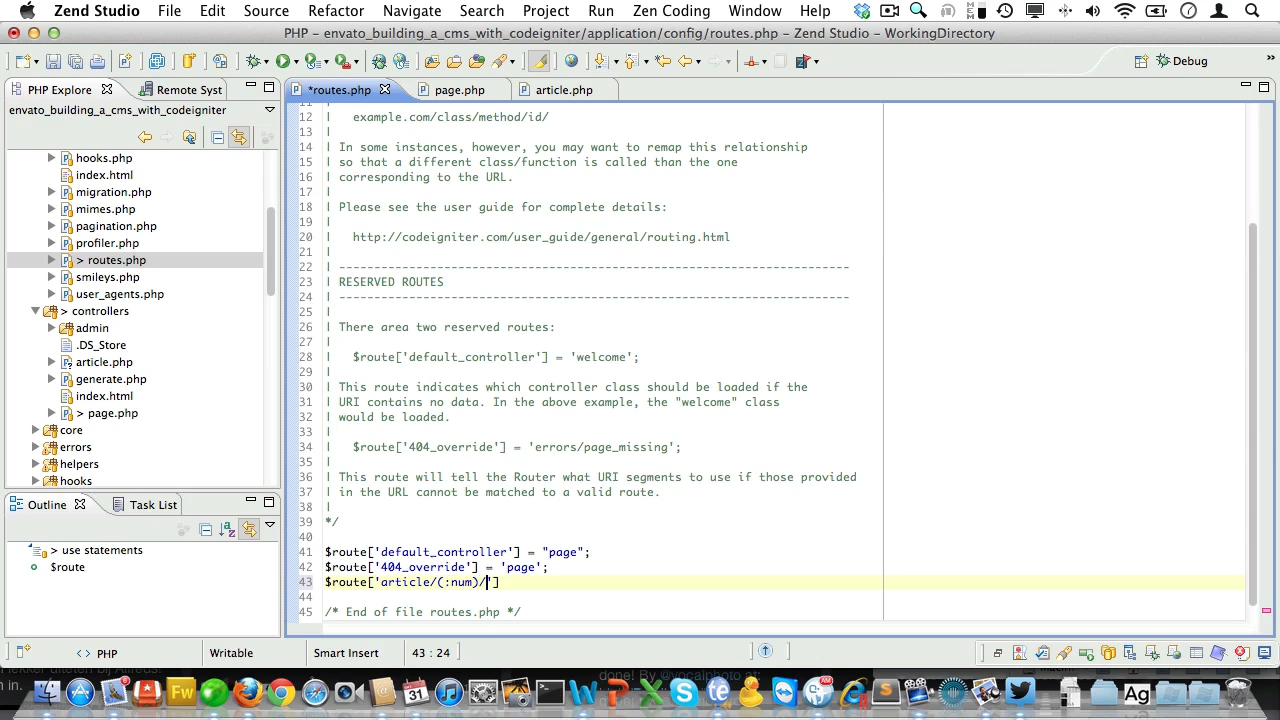 Zend Studio File Edit Source Refactor Navigate Search Project Run Zen Coding Window Help
PHP - envato_building_a_cms_with_codeigniter/application/config/routes.php - Zend Studio - WorkingDirectory
Debug
PHP Explore Remote Syst
*routes.php page.php article.php
envato_building_a_cms_with_codeigniter
hooks.php
index.html
migration.php
mimes.php
pagination.php
profiler.php
> routes.php
smileys.php
user_agents.php
> controllers
admin
.DS_Store
article.php
generate.php
index.html
> page.php
core
errors
helpers
hooks
Outline Task List
> use statements
$route
11
12 | example.com/class/method/id/
13 |
14 | In some instances, however, you may want to remap this relationship
15 | so that a different class/function is called than the one
16 | corresponding to the URL.
17 |
18 | Please see the user guide for complete details:
19 |
20 | http://codeigniter.com/user_guide/general/routing.html
21 |
22 | -------------------------------------------------------------------------
23 | RESERVED ROUTES
24 | -------------------------------------------------------------------------
25 |
26 | There area two reserved routes:
27 |
28 | $route['default_controller'] = 'welcome';
29 |
30 | This route indicates which controller class should be loaded if the
31 | URI contains no data. In the above example, the "welcome" class
32 | would be loaded.
33 |
34 | $route['404_override'] = 'errors/page_missing';
35 |
36 | This route will tell the Router what URI segments to use if those provided
37 | in the URL cannot be matched to a valid route.
38 |
39 */
40
41 $route['default_controller'] = "page";
42 $route['404_override'] = 'page';
43 $route['article/(:num)/']
44
45 /* End of file routes.php */
<> PHP Writable Smart Insert 43 : 24
done! By @vocalphoto at:
n in.
Fw
31
Ag